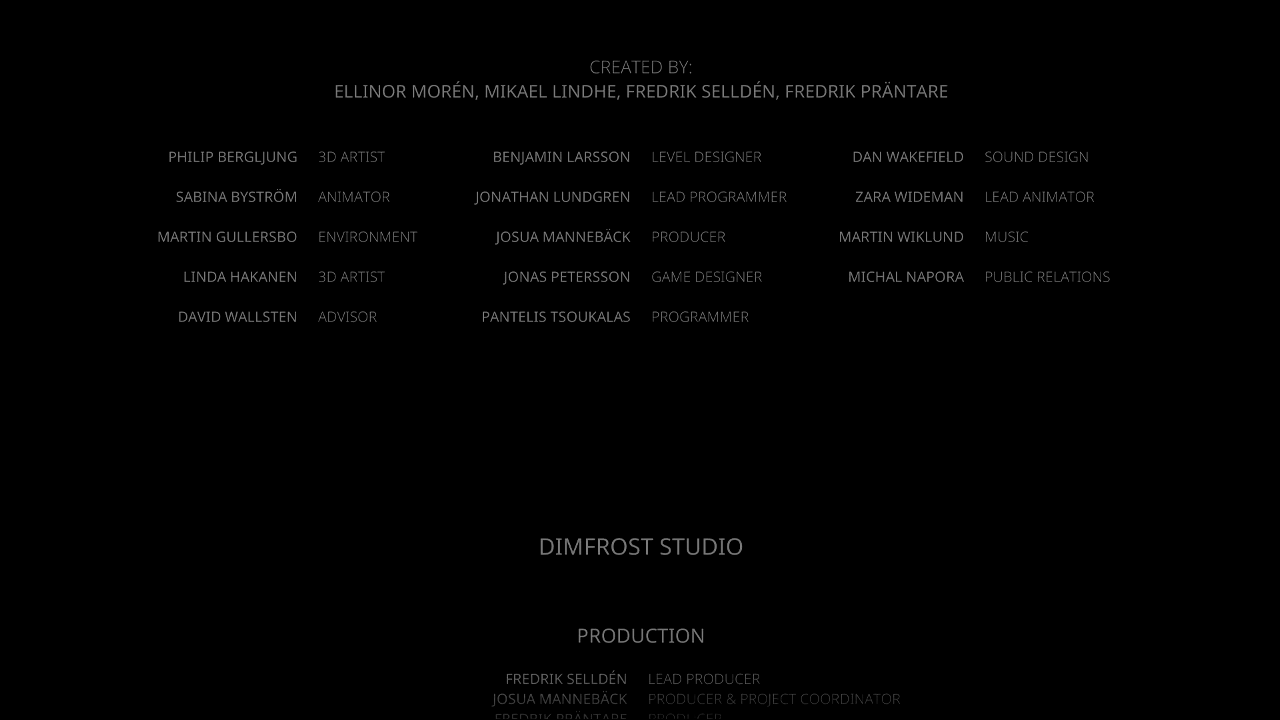 CREATED BY:
ELLINOR MORÉN, MIKAEL LINDHE, FREDRIK SELLDÉN, FREDRIK PRÄNTARE
PHILIP BERGLJUNG 3D ARTIST BENJAMIN LARSSON LEVEL DESIGNER DAN WAKEFIELD SOUND DESIGN
SABINA BYSTRÖM ANIMATOR JONATHAN LUNDGREN LEAD PROGRAMMER ZARA WIDEMAN LEAD ANIMATOR
MARTIN GULLERSBO ENVIRONMENT JOSUA MANNEBÄCK PRODUCER MARTIN WIKLUND MUSIC
LINDA HAKANEN 3D ARTIST JONAS PETERSSON GAME DESIGNER MICHAL NAPORA PUBLIC RELATIONS
DAVID WALLSTEN ADVISOR PANTELIS TSOUKALAS PROGRAMMER
DIMFROST STUDIO
PRODUCTION
FREDRIK SELLDÉN LEAD PRODUCER
JOSUA MANNEBÄCK PRODUCER & PROJECT COORDINATOR
FREDRIK PRÄNTARE PRODUCER